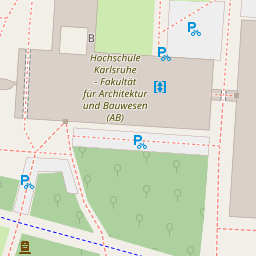 B
Hochschule
Karlsruhe
- Fakultät
für Architektur
und Bauwesen
(AB)
P
P
P
P